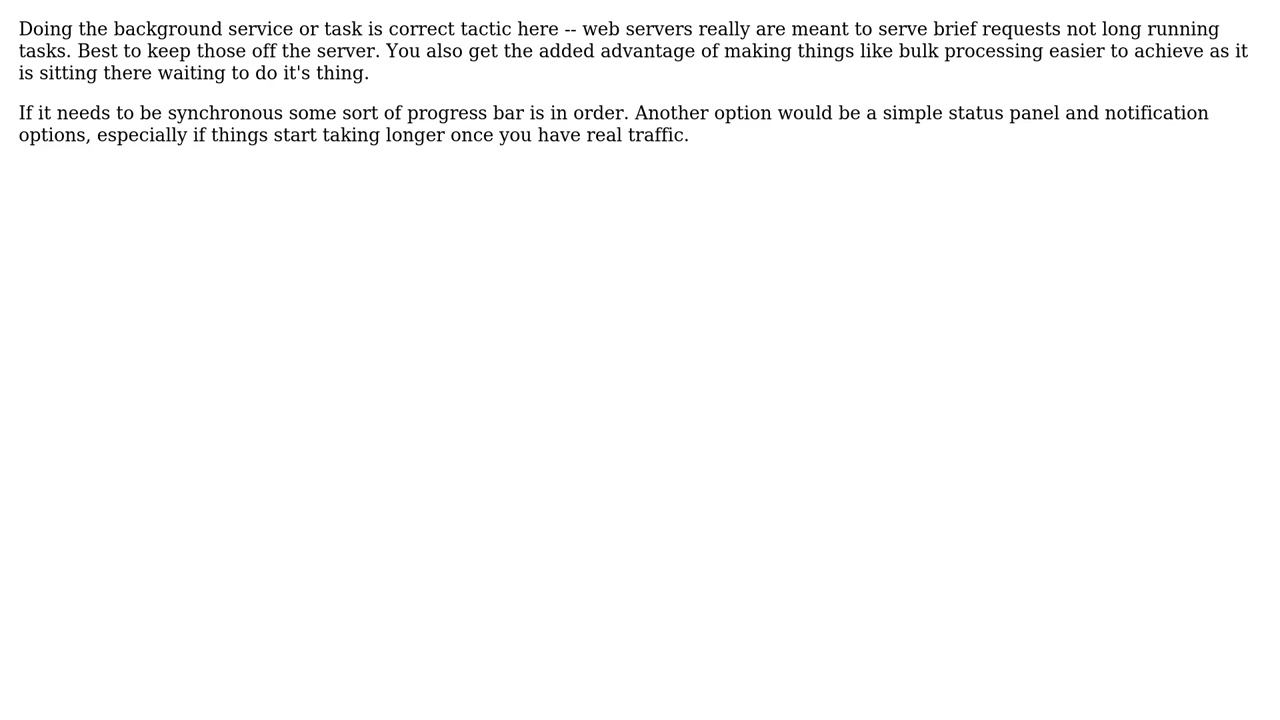 Doing the background service or task is correct tactic here -- web servers really are meant to serve brief requests not long running
tasks. Best to keep those off the server. You also get the added advantage of making things like bulk processing easier to achieve as it
is sitting there waiting to do it's thing.
If it needs to be synchronous some sort of progress bar is in order. Another option would be a simple status panel and notification
options, especially if things start taking longer once you have real traffic.